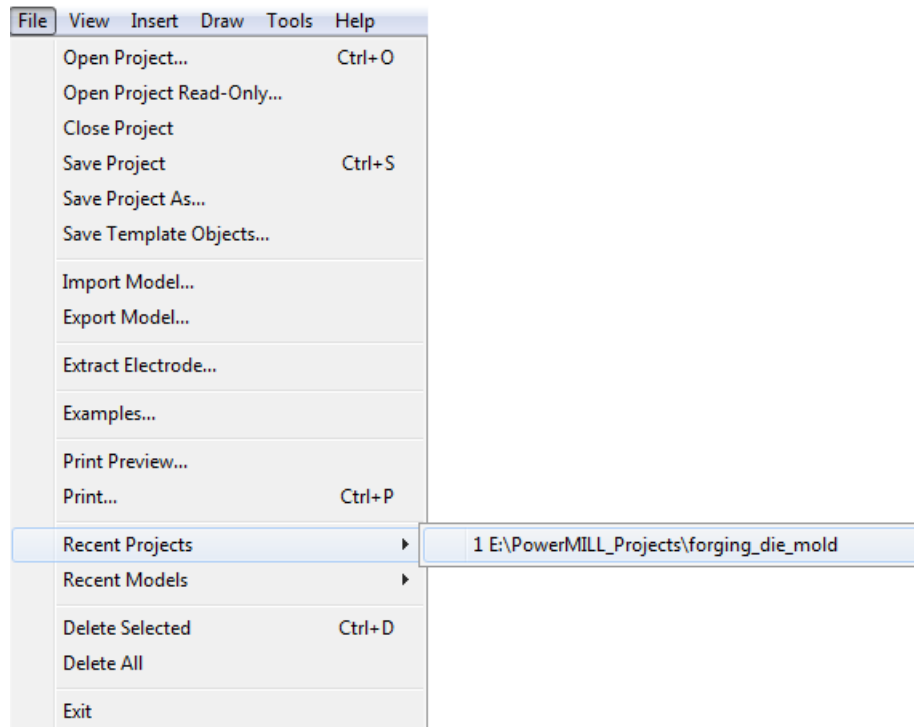 File View Insert Draw Tools Help
Open Project... Ctrl+O
Open Project Read-Only...
Close Project
Save Project Ctrl+S
Save Project As...
Save Template Objects...
Import Model...
Export Model...
Extract Electrode...
Examples...
Print Preview...
Print... Ctrl+P
Recent Projects 1 E:\PowerMILL_Projects\forging_die_mold
Recent Models
Delete Selected Ctrl+D
Delete All
Exit